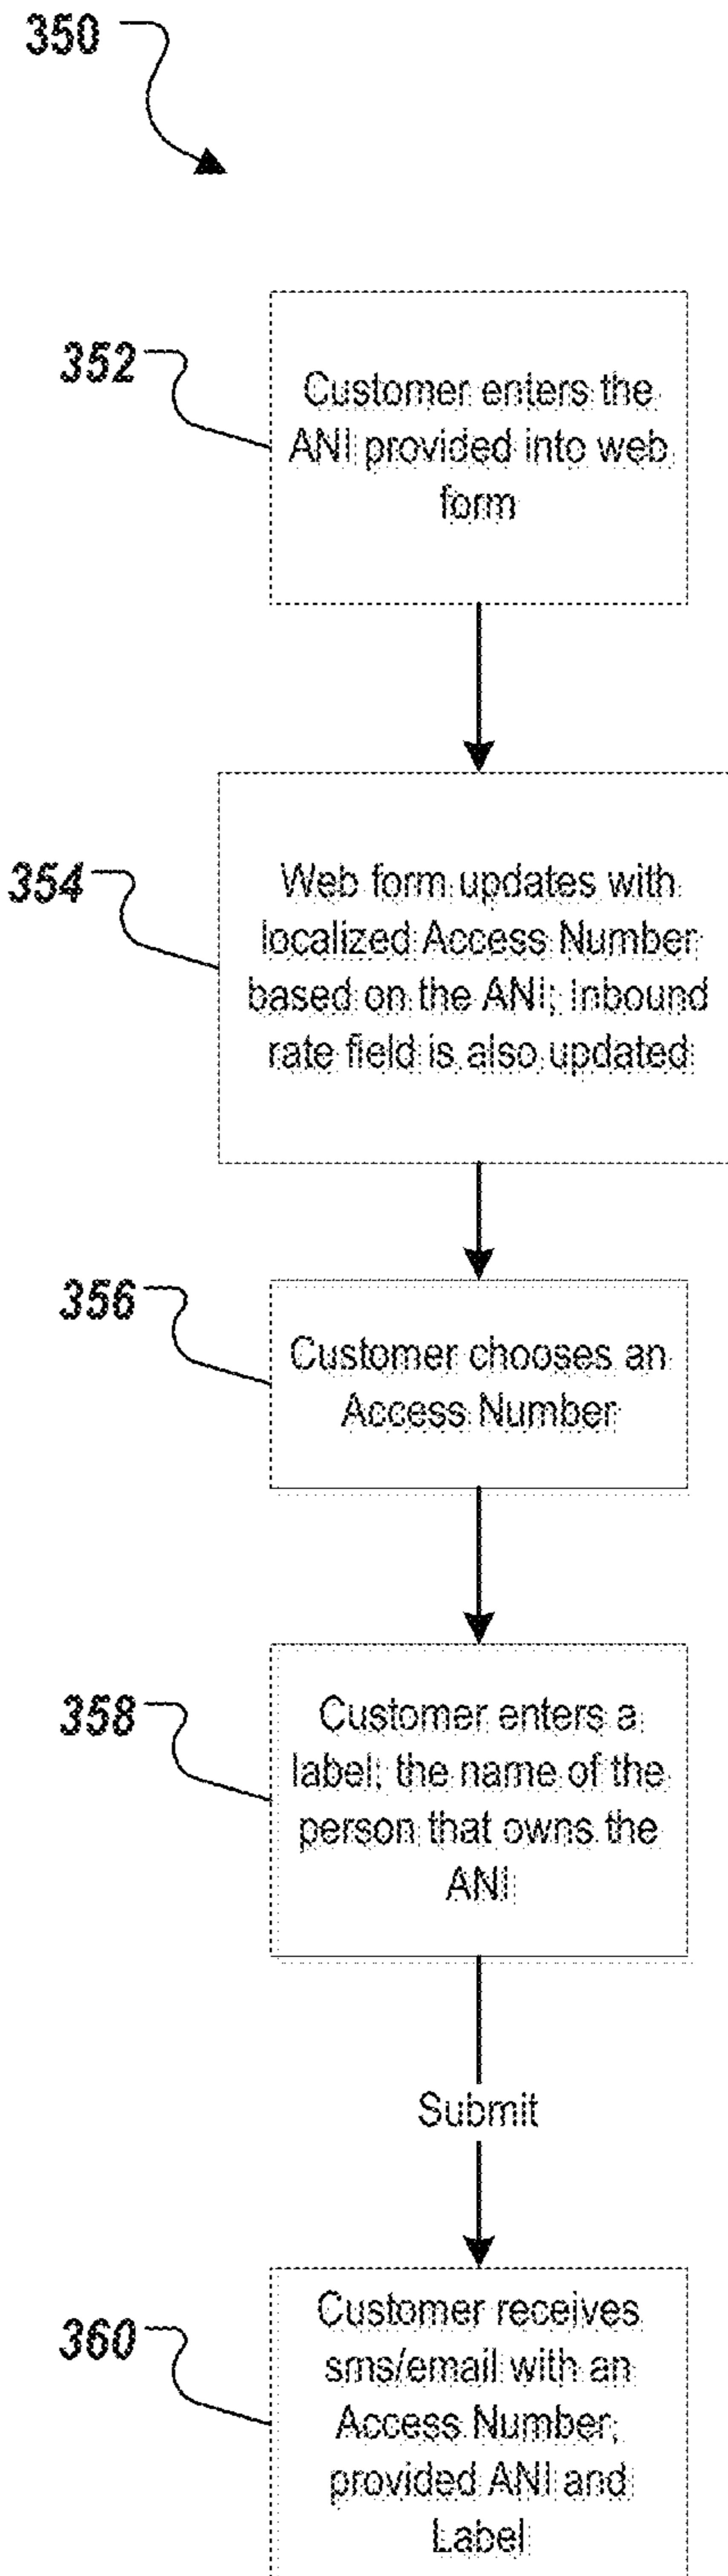 350
352
Customer enters the
ANI provided into web
form
354
Web form updates with
localized Access Number
based on the ANI; Inbound
rate field is also updated
356
Customer chooses an
Access Number
358
Customer enters a
label; the name of the
person that owns the
ANI
Submit
360
Customer receives
sms/email with an
Access Number,
provided ANI and
Label